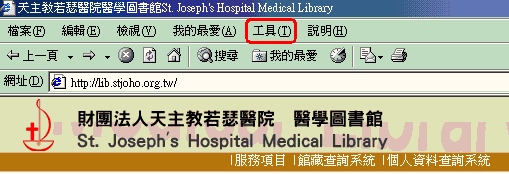 天主教若瑟醫院醫學圖書館St. Joseph's Hospital Medical Library
檔案(F) 編輯(E) 檢視(V) 我的最愛(A) 工具(T) 說明(H)
上一頁 搜尋 我的最愛
網址(D) http://lib.stjoho.org.tw/
財團法人天主教若瑟醫院 醫學圖書館
St. Joseph's Hospital Medical Library
|服務項目 |館藏查詢系統 |個人資料查詢系統